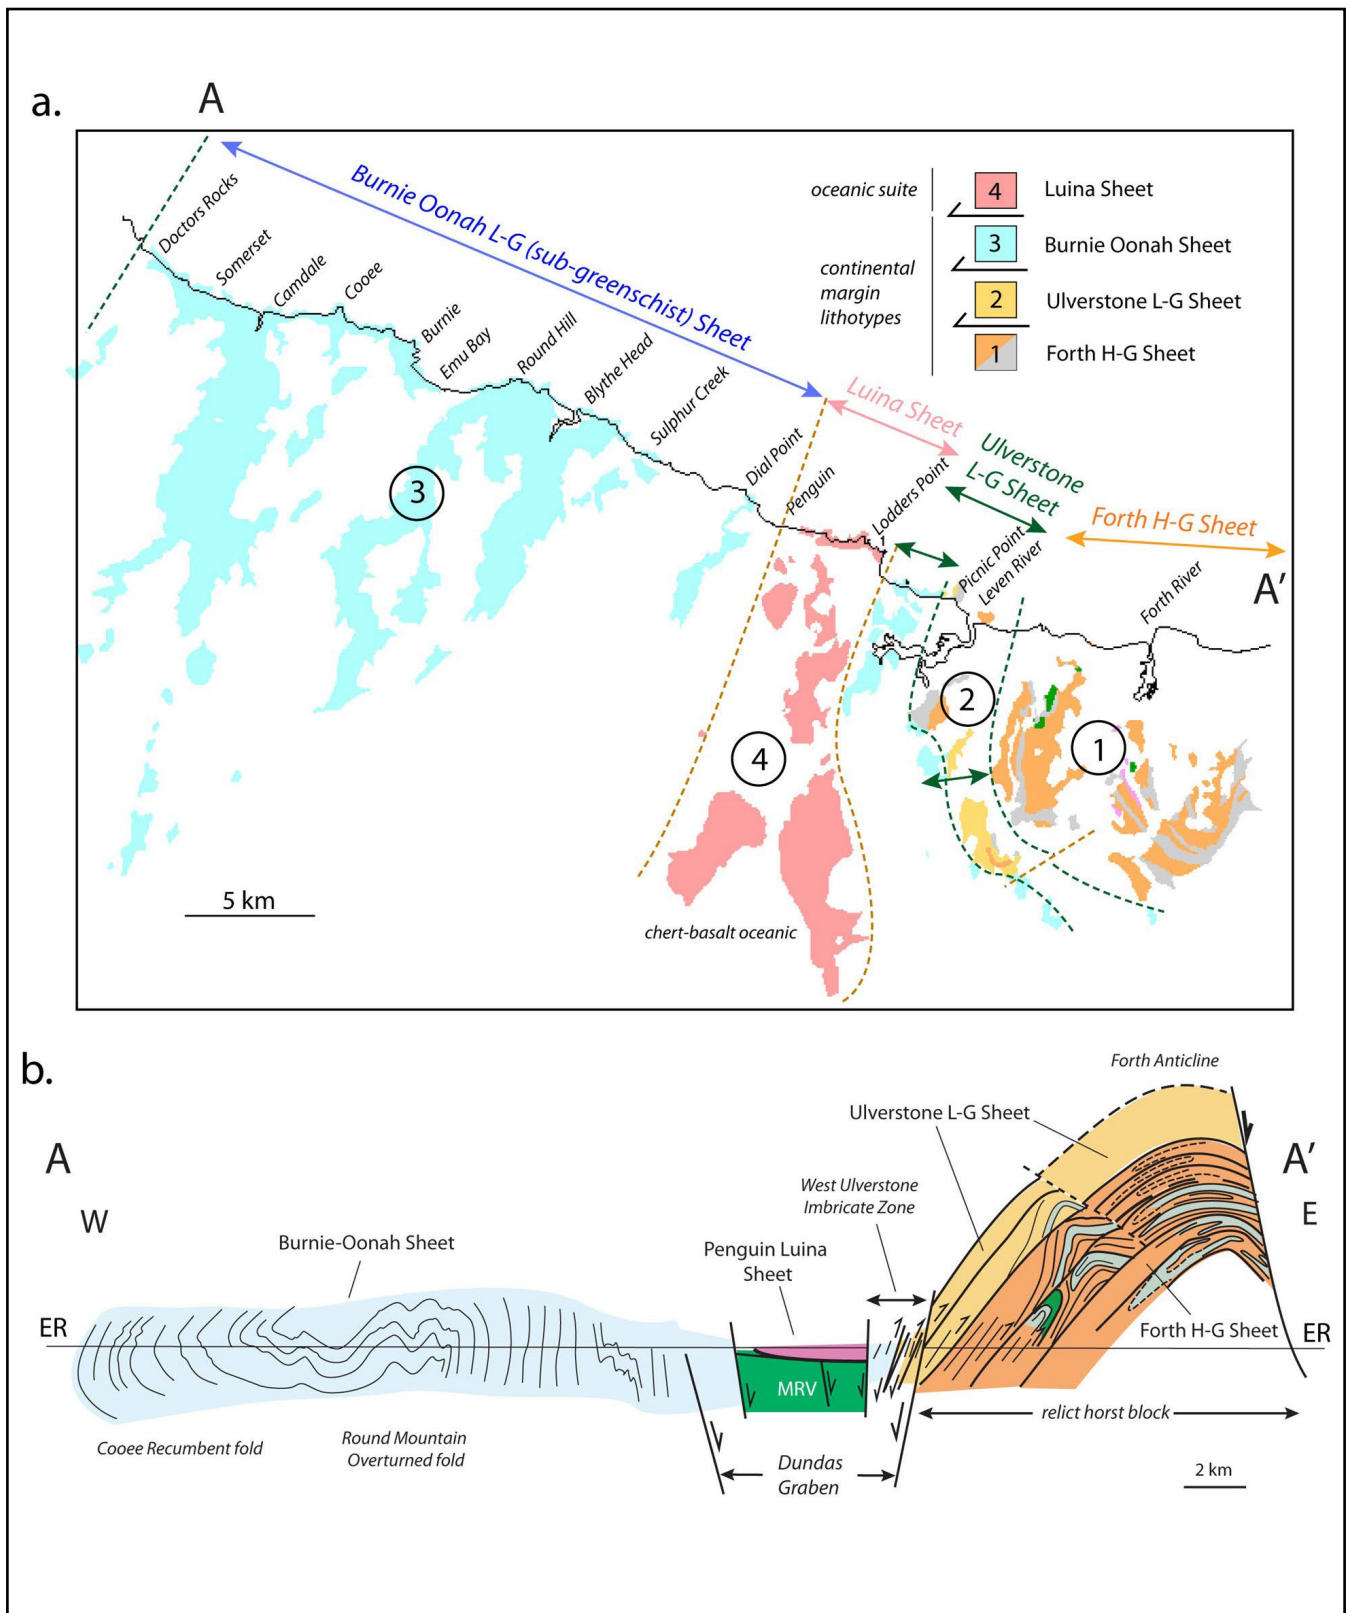 a.
A
Burnie Oonah L-G (sub-greenschist) Sheet
Luina Sheet
Ulverstone
L-G Sheet
Forth H-G Sheet
A′
oceanic suite
4
Luina Sheet
3
Burnie Oonah Sheet
continental
margin
lithotypes
2
Ulverstone L-G Sheet
1
Forth H-G Sheet
Doctors Rocks
Somerset
Camdale
Cooee
Burnie
Emu Bay
Round Hill
Blythe Head
Sulphur Creek
Dial Point
Penguin
Lodders Point
Picnic Point
Leven River
Forth River
3
4
2
1
5 km
chert-basalt oceanic
b.
Forth Anticline
Ulverstone L-G Sheet
A
A′
West Ulverstone
Imbricate Zone
W
E
Burnie-Oonah Sheet
Penguin Luina
Sheet
ER
Forth H-G Sheet
ER
MRV
relict horst block
Cooee Recumbent fold
Round Mountain
Overturned fold
Dundas
Graben
2 km